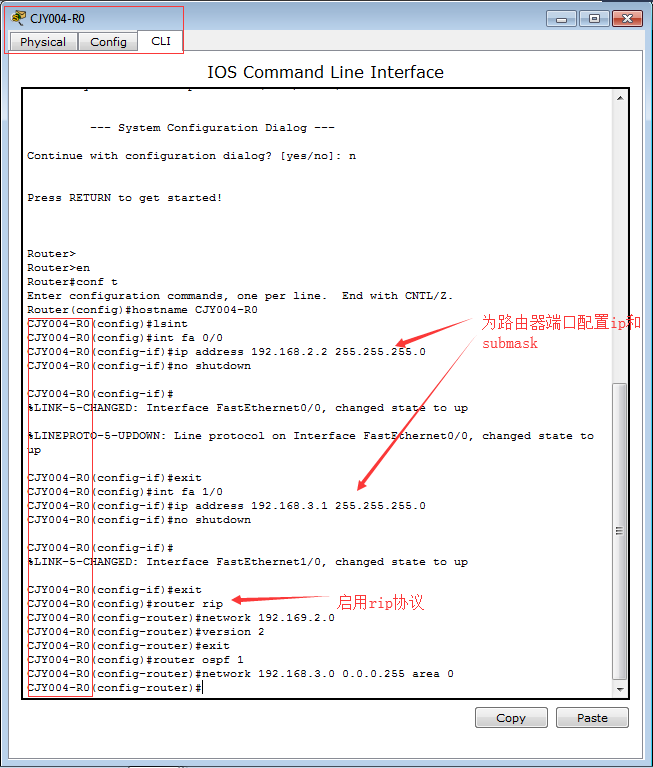 CJY004-R0
Physical Config CLI
IOS Command Line Interface
--- System Configuration Dialog ---
Continue with configuration dialog? [yes/no]: n
Press RETURN to get started!
Router>
Router>en
Router#conf t
Enter configuration commands, one per line.  End with CNTL/Z.
Router(config)#hostname CJY004-R0
CJY004-R0(config)#lsint
CJY004-R0(config)#int fa 0/0
CJY004-R0(config-if)#ip address 192.168.2.2 255.255.255.0
CJY004-R0(config-if)#no shutdown
为路由器端口配置ip和
submask
CJY004-R0(config-if)#
%LINK-5-CHANGED: Interface FastEthernet0/0, changed state to up
%LINEPROTO-5-UPDOWN: Line protocol on Interface FastEthernet0/0, changed state to
up
CJY004-R0(config-if)#exit
CJY004-R0(config)#int fa 1/0
CJY004-R0(config-if)#ip address 192.168.3.1 255.255.255.0
CJY004-R0(config-if)#no shutdown
CJY004-R0(config-if)#
%LINK-5-CHANGED: Interface FastEthernet1/0, changed state to up
CJY004-R0(config-if)#exit
CJY004-R0(config)#router rip
启用rip协议
CJY004-R0(config-router)#network 192.169.2.0
CJY004-R0(config-router)#version 2
CJY004-R0(config-router)#exit
CJY004-R0(config)#router ospf 1
CJY004-R0(config-router)#network 192.168.3.0 0.0.0.255 area 0
CJY004-R0(config-router)#
Copy Paste